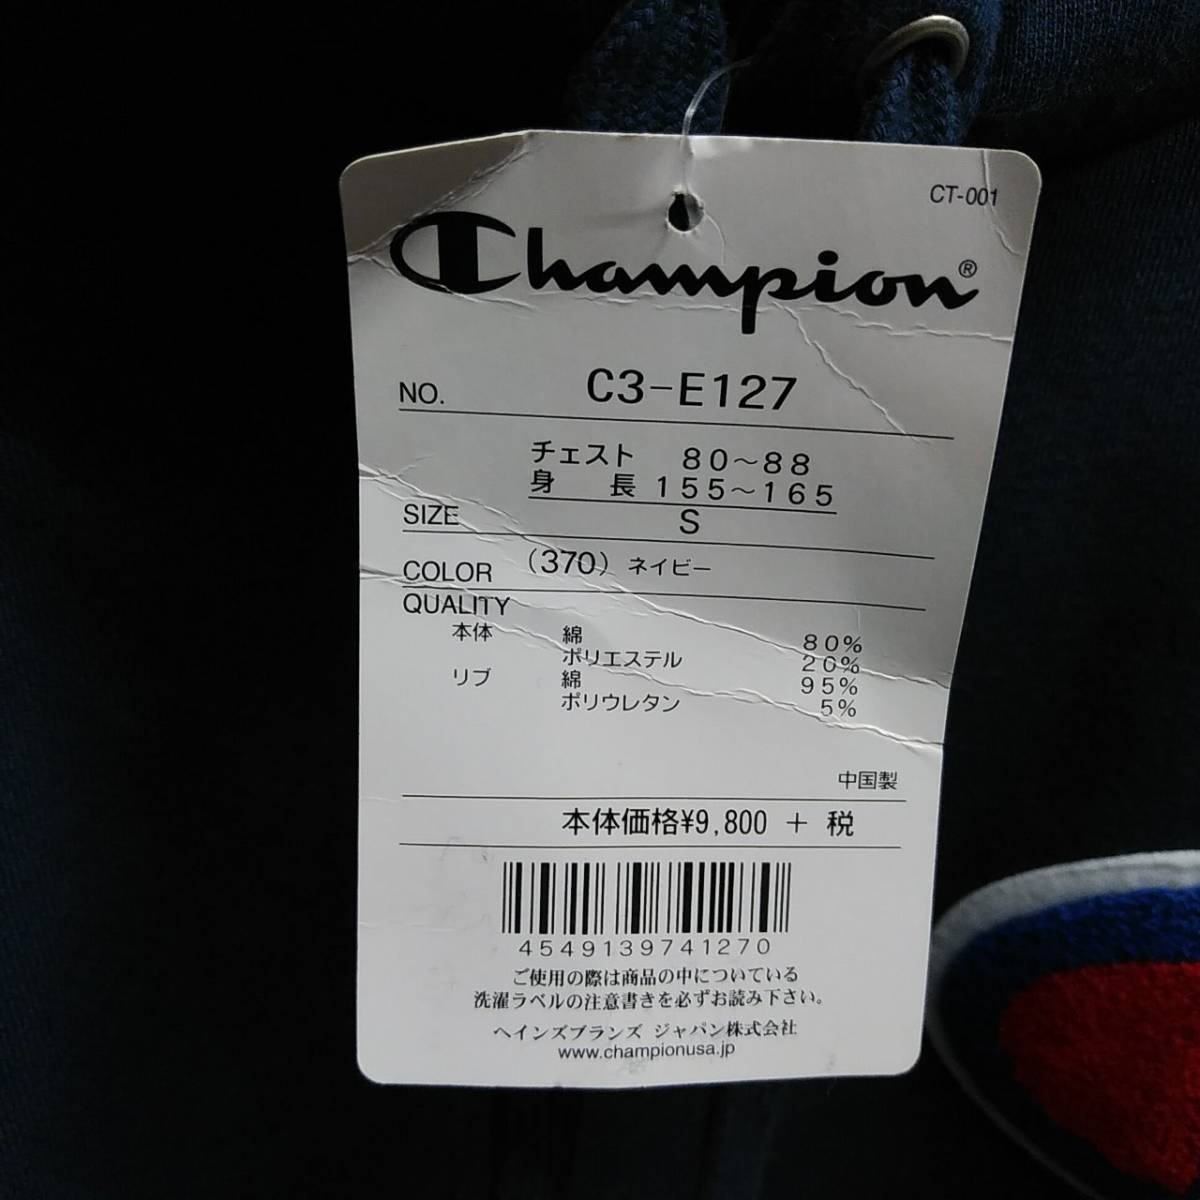 CT-001
Champion®
NO. C3-E127
チェスト 80～88
身 長 155～165
SIZE S
COLOR (370) ネイビー
QUALITY
本体 綿 80%
ポリエステル 20%
リブ 綿 95%
ポリウレタン 5%
中国製
本体価格¥9,800 + 税
4549139741270
ご使用の際は商品の中についている
洗濯ラベルの注意書きを必ずお読み下さい。
ヘインズブランズ ジャパン株式会社
www.championusa.jp